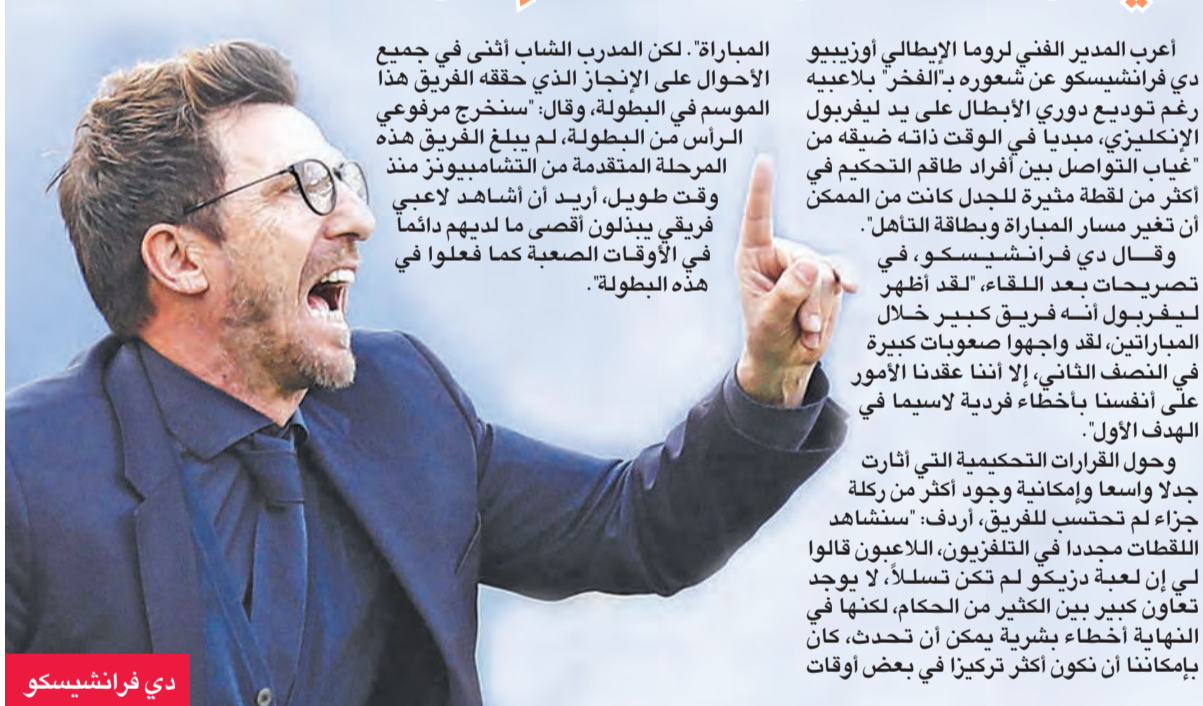 أعرب المدير الفني لروما الإيطالي أوزيبيو
دي فرانشيسكو عن شعوره بـ"الفخر" بلاعبيه
رغم توديع دوري الأبطال على يد ليفربول
الإنكليزي، مبديا في الوقت ذاته ضيقه من
"غياب التواصل بين أفراد طاقم التحكيم في
أكثر من لقطة مثيرة للجدل كانت من الممكن
أن تغير مسار المباراة وبطاقة التأهل".
وقال دي فرانشيسكو، في
تصريحات بعد اللقاء، "لقد أظهر
ليفربول أنه فريق كبير خلال
المباراتين، لقد واجهوا صعوبات كبيرة
في النصف الثاني، إلا أننا عقدنا الأمور
على أنفسنا بأخطاء فردية لاسيما في
الهدف الأول".
وحول القرارات التحكيمية التي أثارت
جدلا واسعا وإمكانية وجود أكثر من ركلة
جزاء لم تحتسب للفريق، أردف: "سنشاهد
اللقطات مجددا في التلفزيون، اللاعبون قالوا
لي إن لعبة دزيكو لم تكن تسللاً، لا يوجد
تعاون كبير بين الكثير من الحكام، لكنها في
النهاية أخطاء بشرية يمكن أن تحدث، كان
بإمكاننا أن نكون أكثر تركيزا في بعض أوقات
المباراة". لكن المدرب الشاب أثنى في جميع
الأحوال على الإنجاز الذي حققه الفريق هذا
الموسم في البطولة، وقال: "سنخرج مرفوعي
الرأس من البطولة، لم يبلغ الفريق هذه
المرحلة المتقدمة من التشامبيونز منذ
وقت طويل، أريد أن أشاهد لاعبي
فريقي يبذلون أقصى ما لديهم دائما
في الأوقات الصعبة كما فعلوا في
هذه البطولة".
دي فرانشيسكو